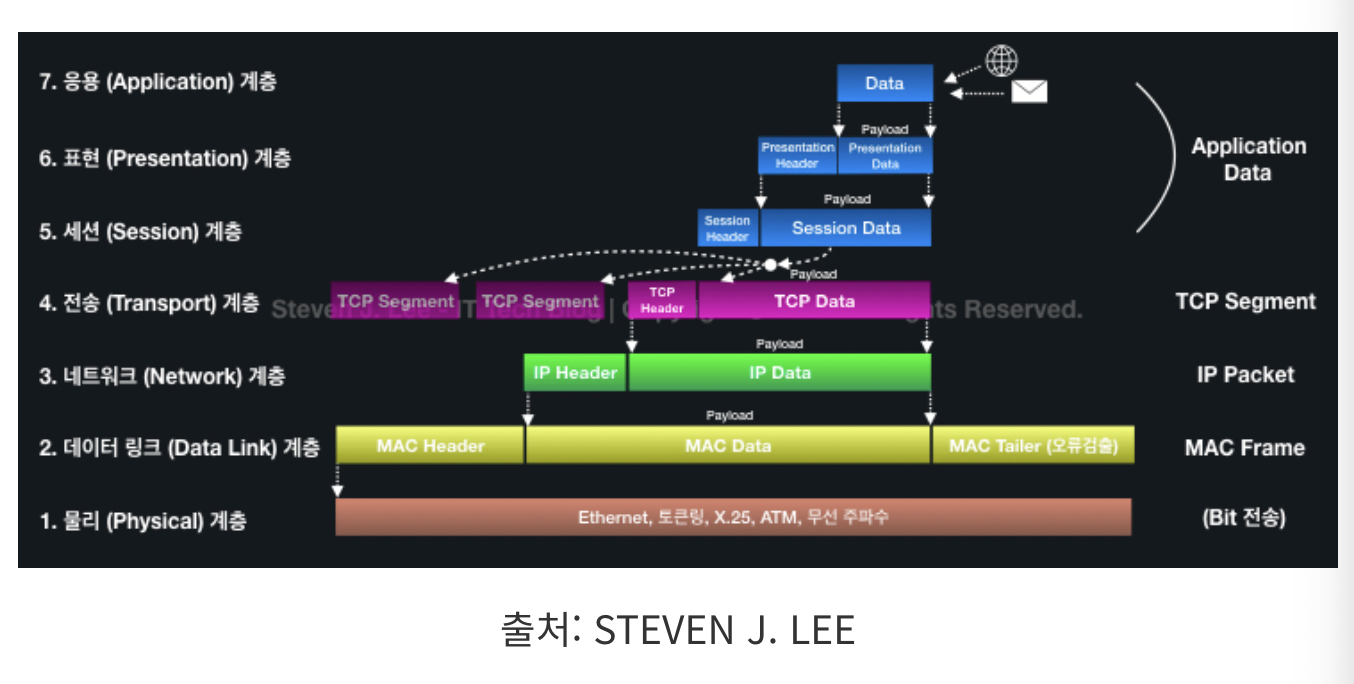 7. 응용 (Application) 계층
Data
Payload
6. 표현 (Presentation) 계층
Presentation Header
Presentation Data
Application Data
Payload
5. 세션 (Session) 계층
Session Header
Session Data
Payload
4. 전송 (Transport) 계층
TCP Segment
TCP Segment
TCP Header
TCP Data
TCP Segment
Steven J. Lee
Tech Blog |
Reserved.
Payload
3. 네트워크 (Network) 계층
IP Header
IP Data
IP Packet
Payload
2. 데이터 링크 (Data Link) 계층
MAC Header
MAC Data
MAC Tailer (오류검출)
MAC Frame
1. 물리 (Physical) 계층
Ethernet, 토큰링, X.25, ATM, 무선 주파수
(Bit 전송)
출처: STEVEN J. LEE